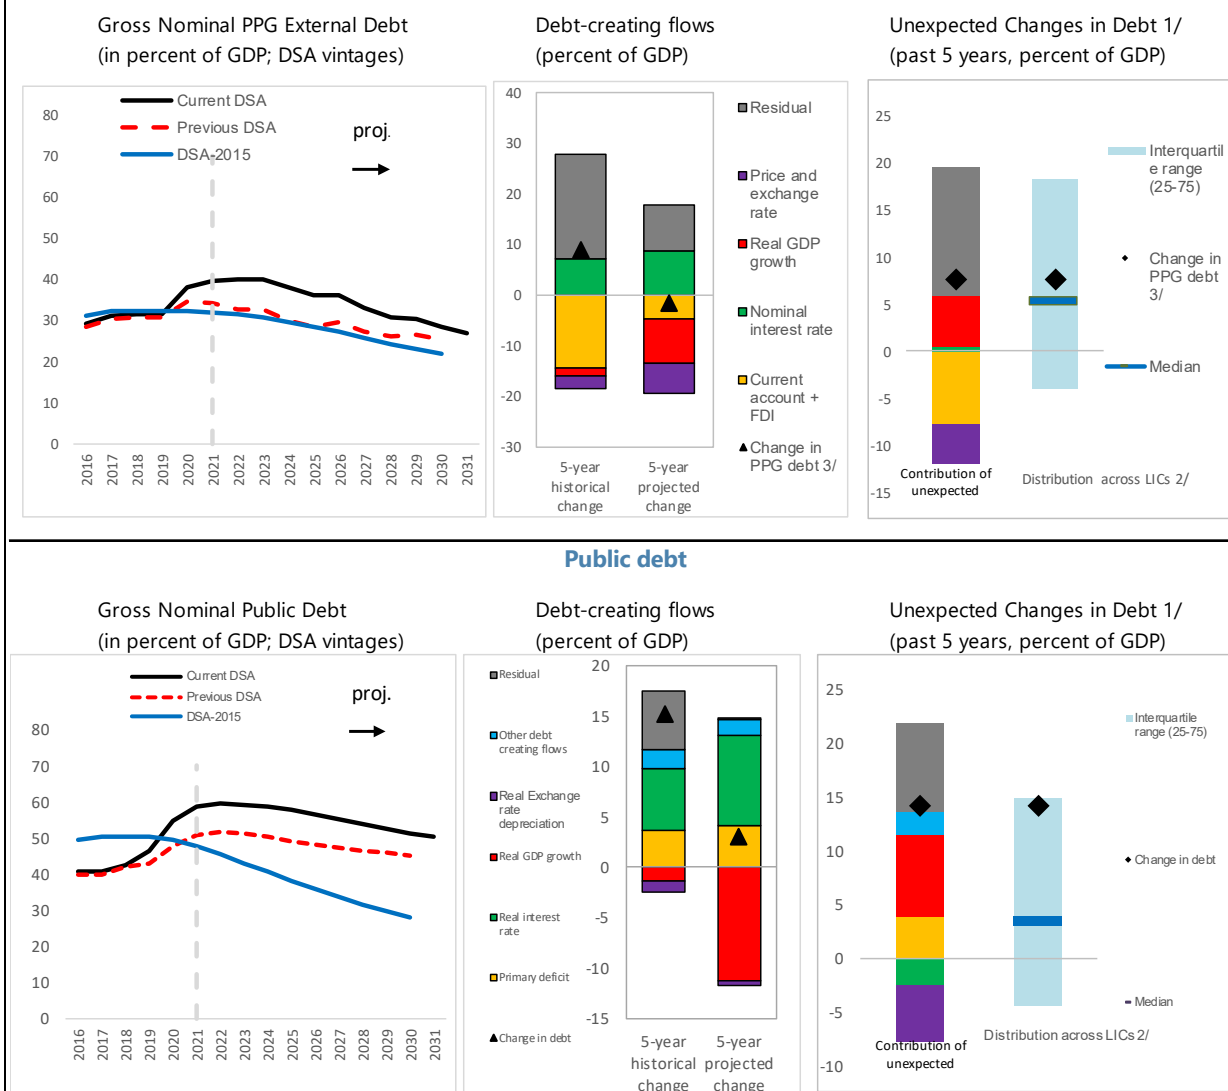 Gross Nominal PPG External Debt
(in percent of GDP; DSA vintages)
Current DSA
Previous DSA
DSA-2015
proj.
80
70
60
50
40
30
20
10
0
2016
2017
2018
2019
2020
2021
2022
2023
2024
2025
2026
2027
2028
2029
2030
2031
Debt-creating flows
(percent of GDP)
40
30
20
10
0
-10
-20
-30
5-year
historical
change
5-year
projected
change
Residual
Price and
exchange
rate
Real GDP
growth
Nominal
interest rate
Current
account +
FDI
Change in
PPG debt 3/
Unexpected Changes in Debt 1/
(past 5 years, percent of GDP)
25
20
15
10
5
0
-5
-10
-15
Contribution of
unexpected
Distribution across LICs 2/
Interquartil
e range
(25-75)
Change in
PPG debt
3/
Median
Public debt
Gross Nominal Public Debt
(in percent of GDP; DSA vintages)
Current DSA
Previous DSA
DSA-2015
proj.
80
70
60
50
40
30
20
10
0
2016
2017
2018
2019
2020
2021
2022
2023
2024
2025
2026
2027
2028
2029
2030
2031
Debt-creating flows
(percent of GDP)
Residual
Other debt
creating flows
Real Exchange
rate
depreciation
Real GDP growth
Real interest
rate
Primary deficit
Change in debt
20
15
10
5
0
-5
-10
-15
5-year
historical
change
5-year
projected
change
Unexpected Changes in Debt 1/
(past 5 years, percent of GDP)
25
20
15
10
5
0
-5
-10
Contribution of
unexpected
Distribution across LICs 2/
Interquartile
range (25-75)
Change in debt
Median